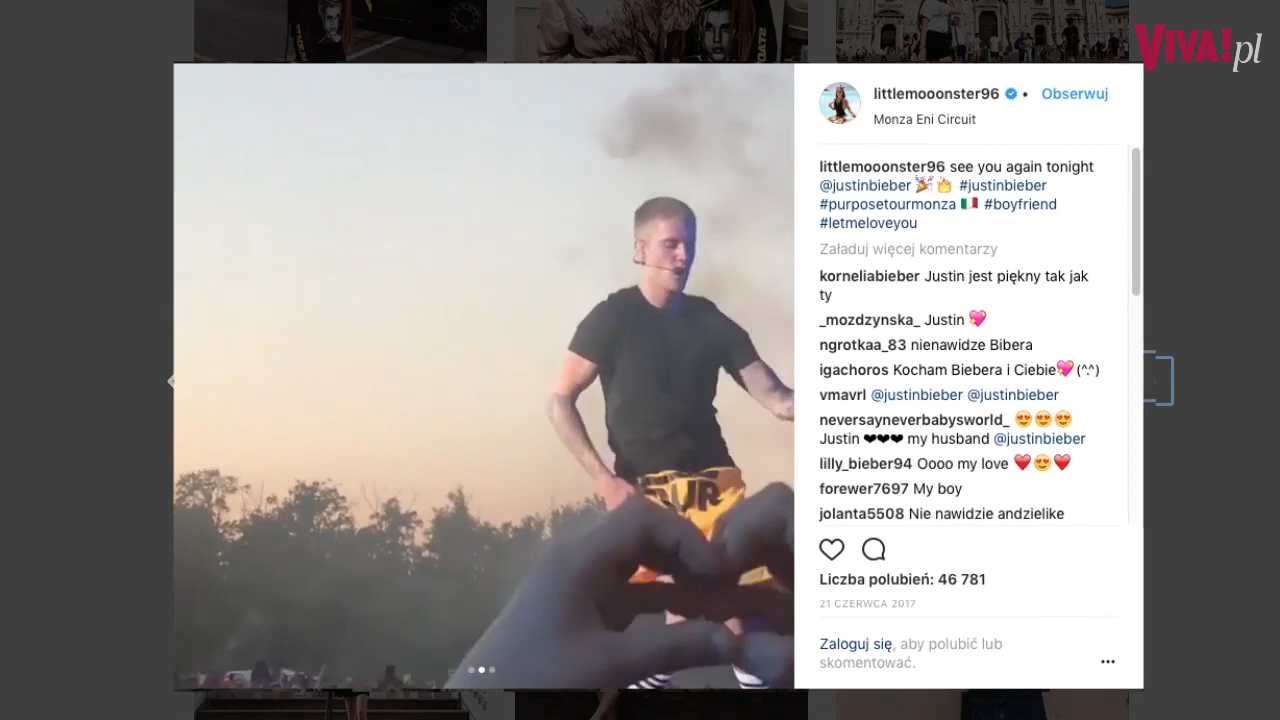 VIVA!pl
littlemooonster96 • Obserwuj
Monza Eni Circuit
littlemooonster96 see you again tonight
@justinbieber 🎉🔥 #justinbieber
#purposetourmonza 🇮🇹 #boyfriend
#letmeloveyou
Załaduj więcej komentarzy
korneliabieber Justin jest piękny tak jak
ty
_mozdzynska_ Justin 💖
ngrotkaa_83 nienawidze Bibera
igachoros Kocham Biebera i Ciebie💖(^.^)
vmavrl @justinbieber @justinbieber
neversayneverbabysworld_ 😍😍😍
Justin ❤❤❤ my husband @justinbieber
lilly_bieber94 Oooo my love ❤️😍❤️
forewer7697 My boy
jolanta5508 Nie nawidzie andzielike
Liczba polubień: 46 781
21 CZERWCA 2017
Zaloguj się, aby polubić lub
skomentować.